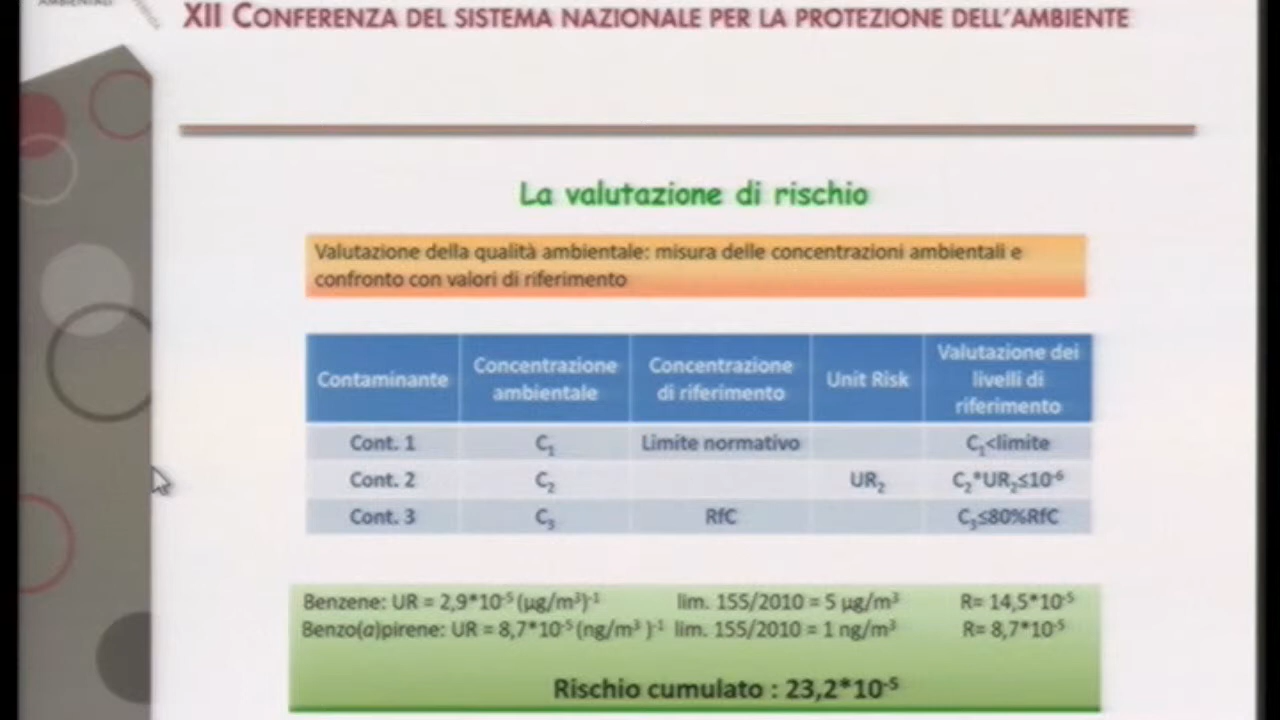 AMBIENTALI
XII CONFERENZA DEL SISTEMA NAZIONALE PER LA PROTEZIONE DELL'AMBIENTE
La valutazione di rischio
Valutazione della qualità ambientale: misura delle concentrazioni ambientali e
confronto con valori di riferimento
Contaminante Concentrazione ambientale Concentrazione di riferimento Unit Risk Valutazione dei livelli di riferimento
Cont. 1 C₁ Limite normativo C₁<limite
Cont. 2 C₂ UR₂ C₂*UR₂≤10⁻⁶
Cont. 3 C₃ RfC C₃≤80%RfC
Benzene: UR = 2,9*10⁻⁵ (µg/m³)⁻¹ lim. 155/2010 = 5 µg/m³ R= 14,5*10⁻⁵
Benzo(a)pirene: UR = 8,7*10⁻⁵ (ng/m³ )⁻¹ lim. 155/2010 = 1 ng/m³ R= 8,7*10⁻⁵
Rischio cumulato : 23,2*10⁻⁵